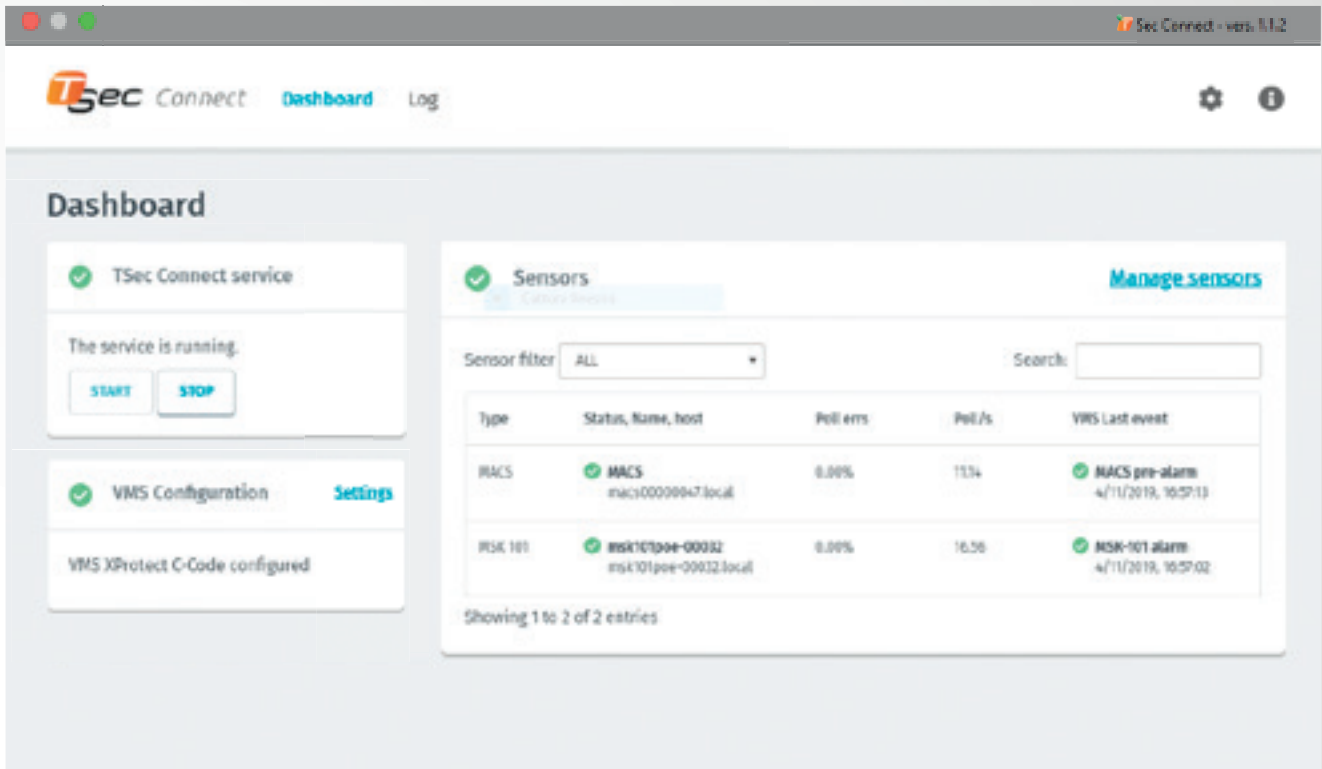 TSec Connect - vers. 1.1.2
Tsec Connect Dashboard Log
Dashboard
TSec Connect service
The service is running.
START STOP
VMS Configuration Settings
VMS XProtect C-Code configured
Sensors Manage sensors
Sensor filter ALL Search:
Type Status, Name, host Poll errs Poll/s VMS Last event
MACS MACS 0.00% MACS pre-alarm
macs00000047.local 4/11/2019, 16:57:13
MSK 101 msk101poe-00032 0.00% 16.56 MSK-101 alarm
msk101poe-00032.local 4/11/2019, 16:57:02
Showing 1 to 2 of 2 entries